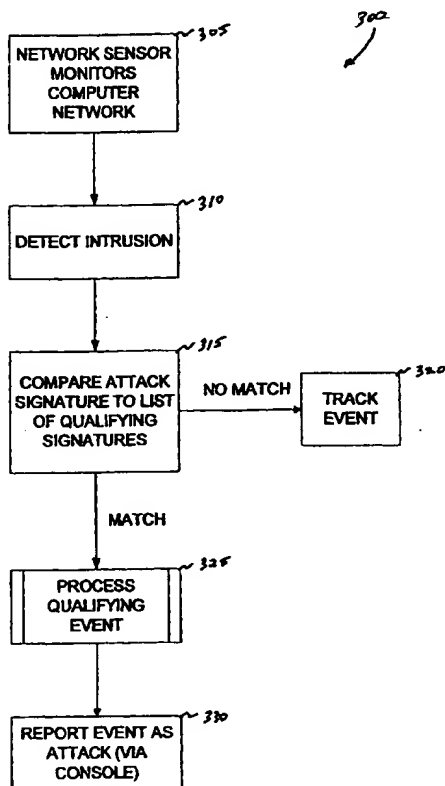 300
305
NETWORK SENSOR
MONITORS
COMPUTER
NETWORK
310
DETECT INTRUSION
315
COMPARE ATTACK
SIGNATURE TO LIST
OF QUALIFYING
SIGNATURES
NO MATCH
320
TRACK
EVENT
MATCH
325
PROCESS
QUALIFYING
EVENT
330
REPORT EVENT AS
ATTACK (VIA
CONSOLE)